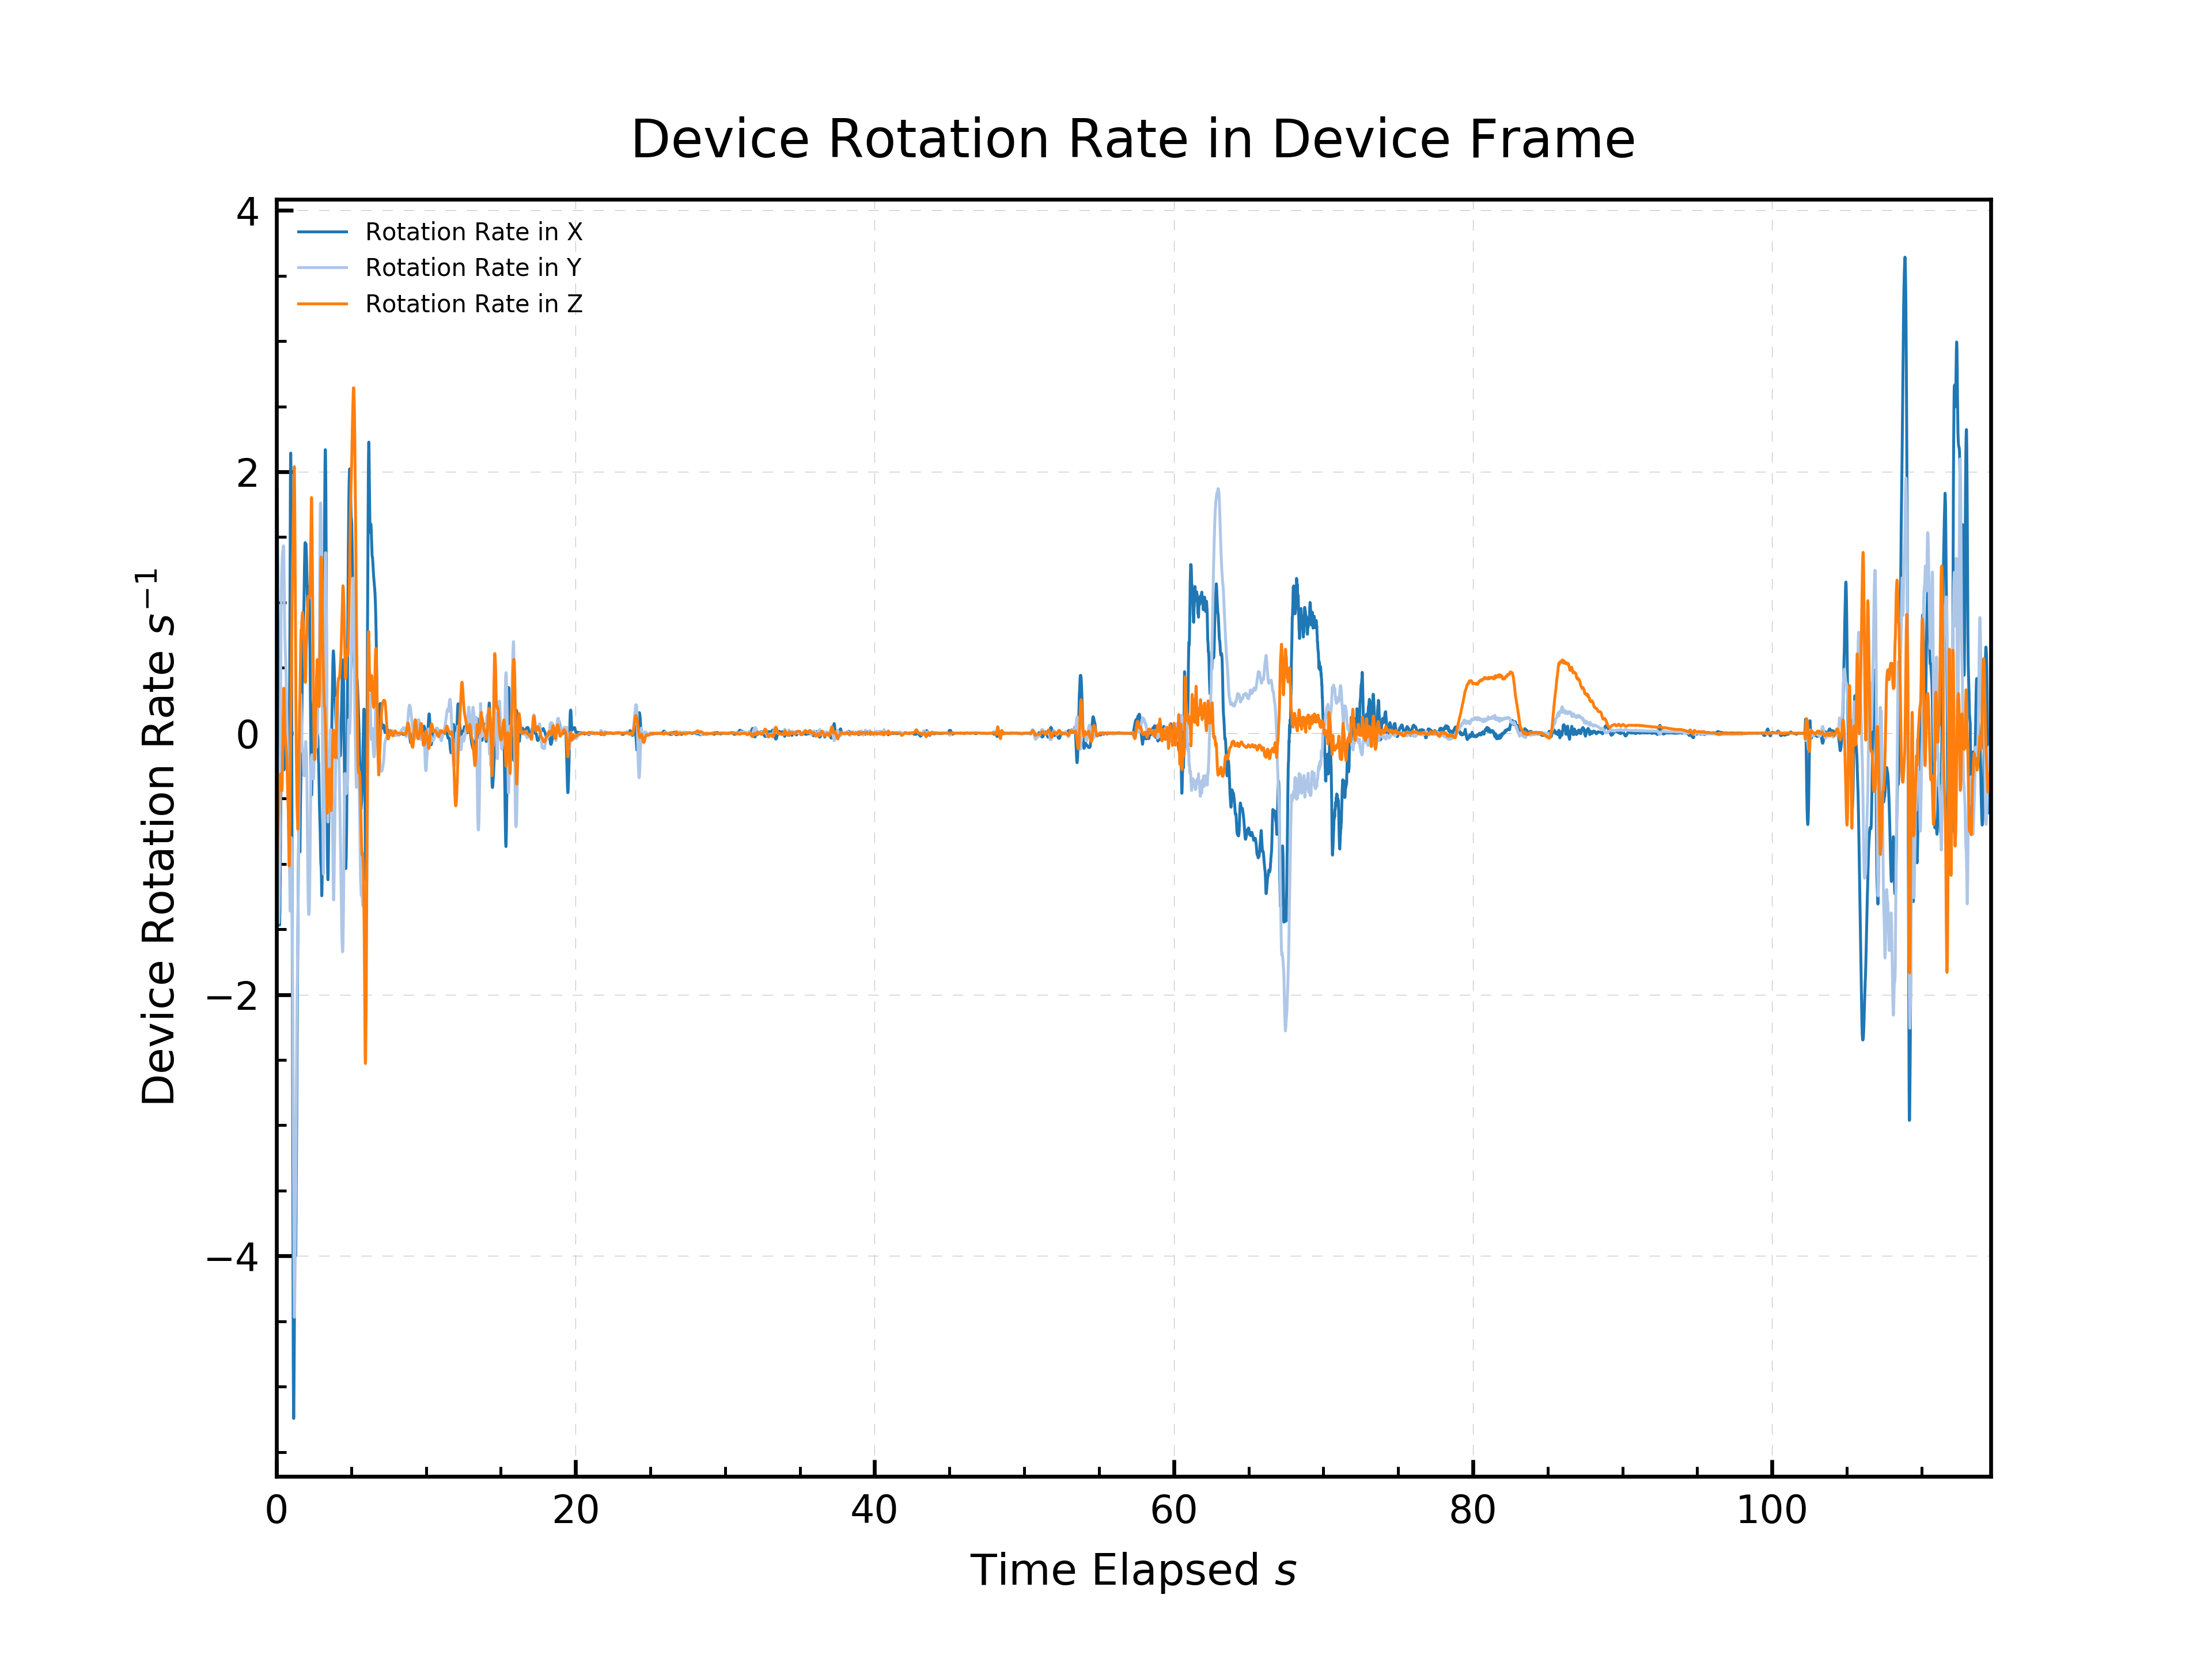 Device Rotation Rate in Device Frame
4
2
0
−2
−4
Rotation Rate in X
Rotation Rate in Y
Rotation Rate in Z
Device Rotation Rate s⁻¹
0 20 40 60 80 100
Time Elapsed s